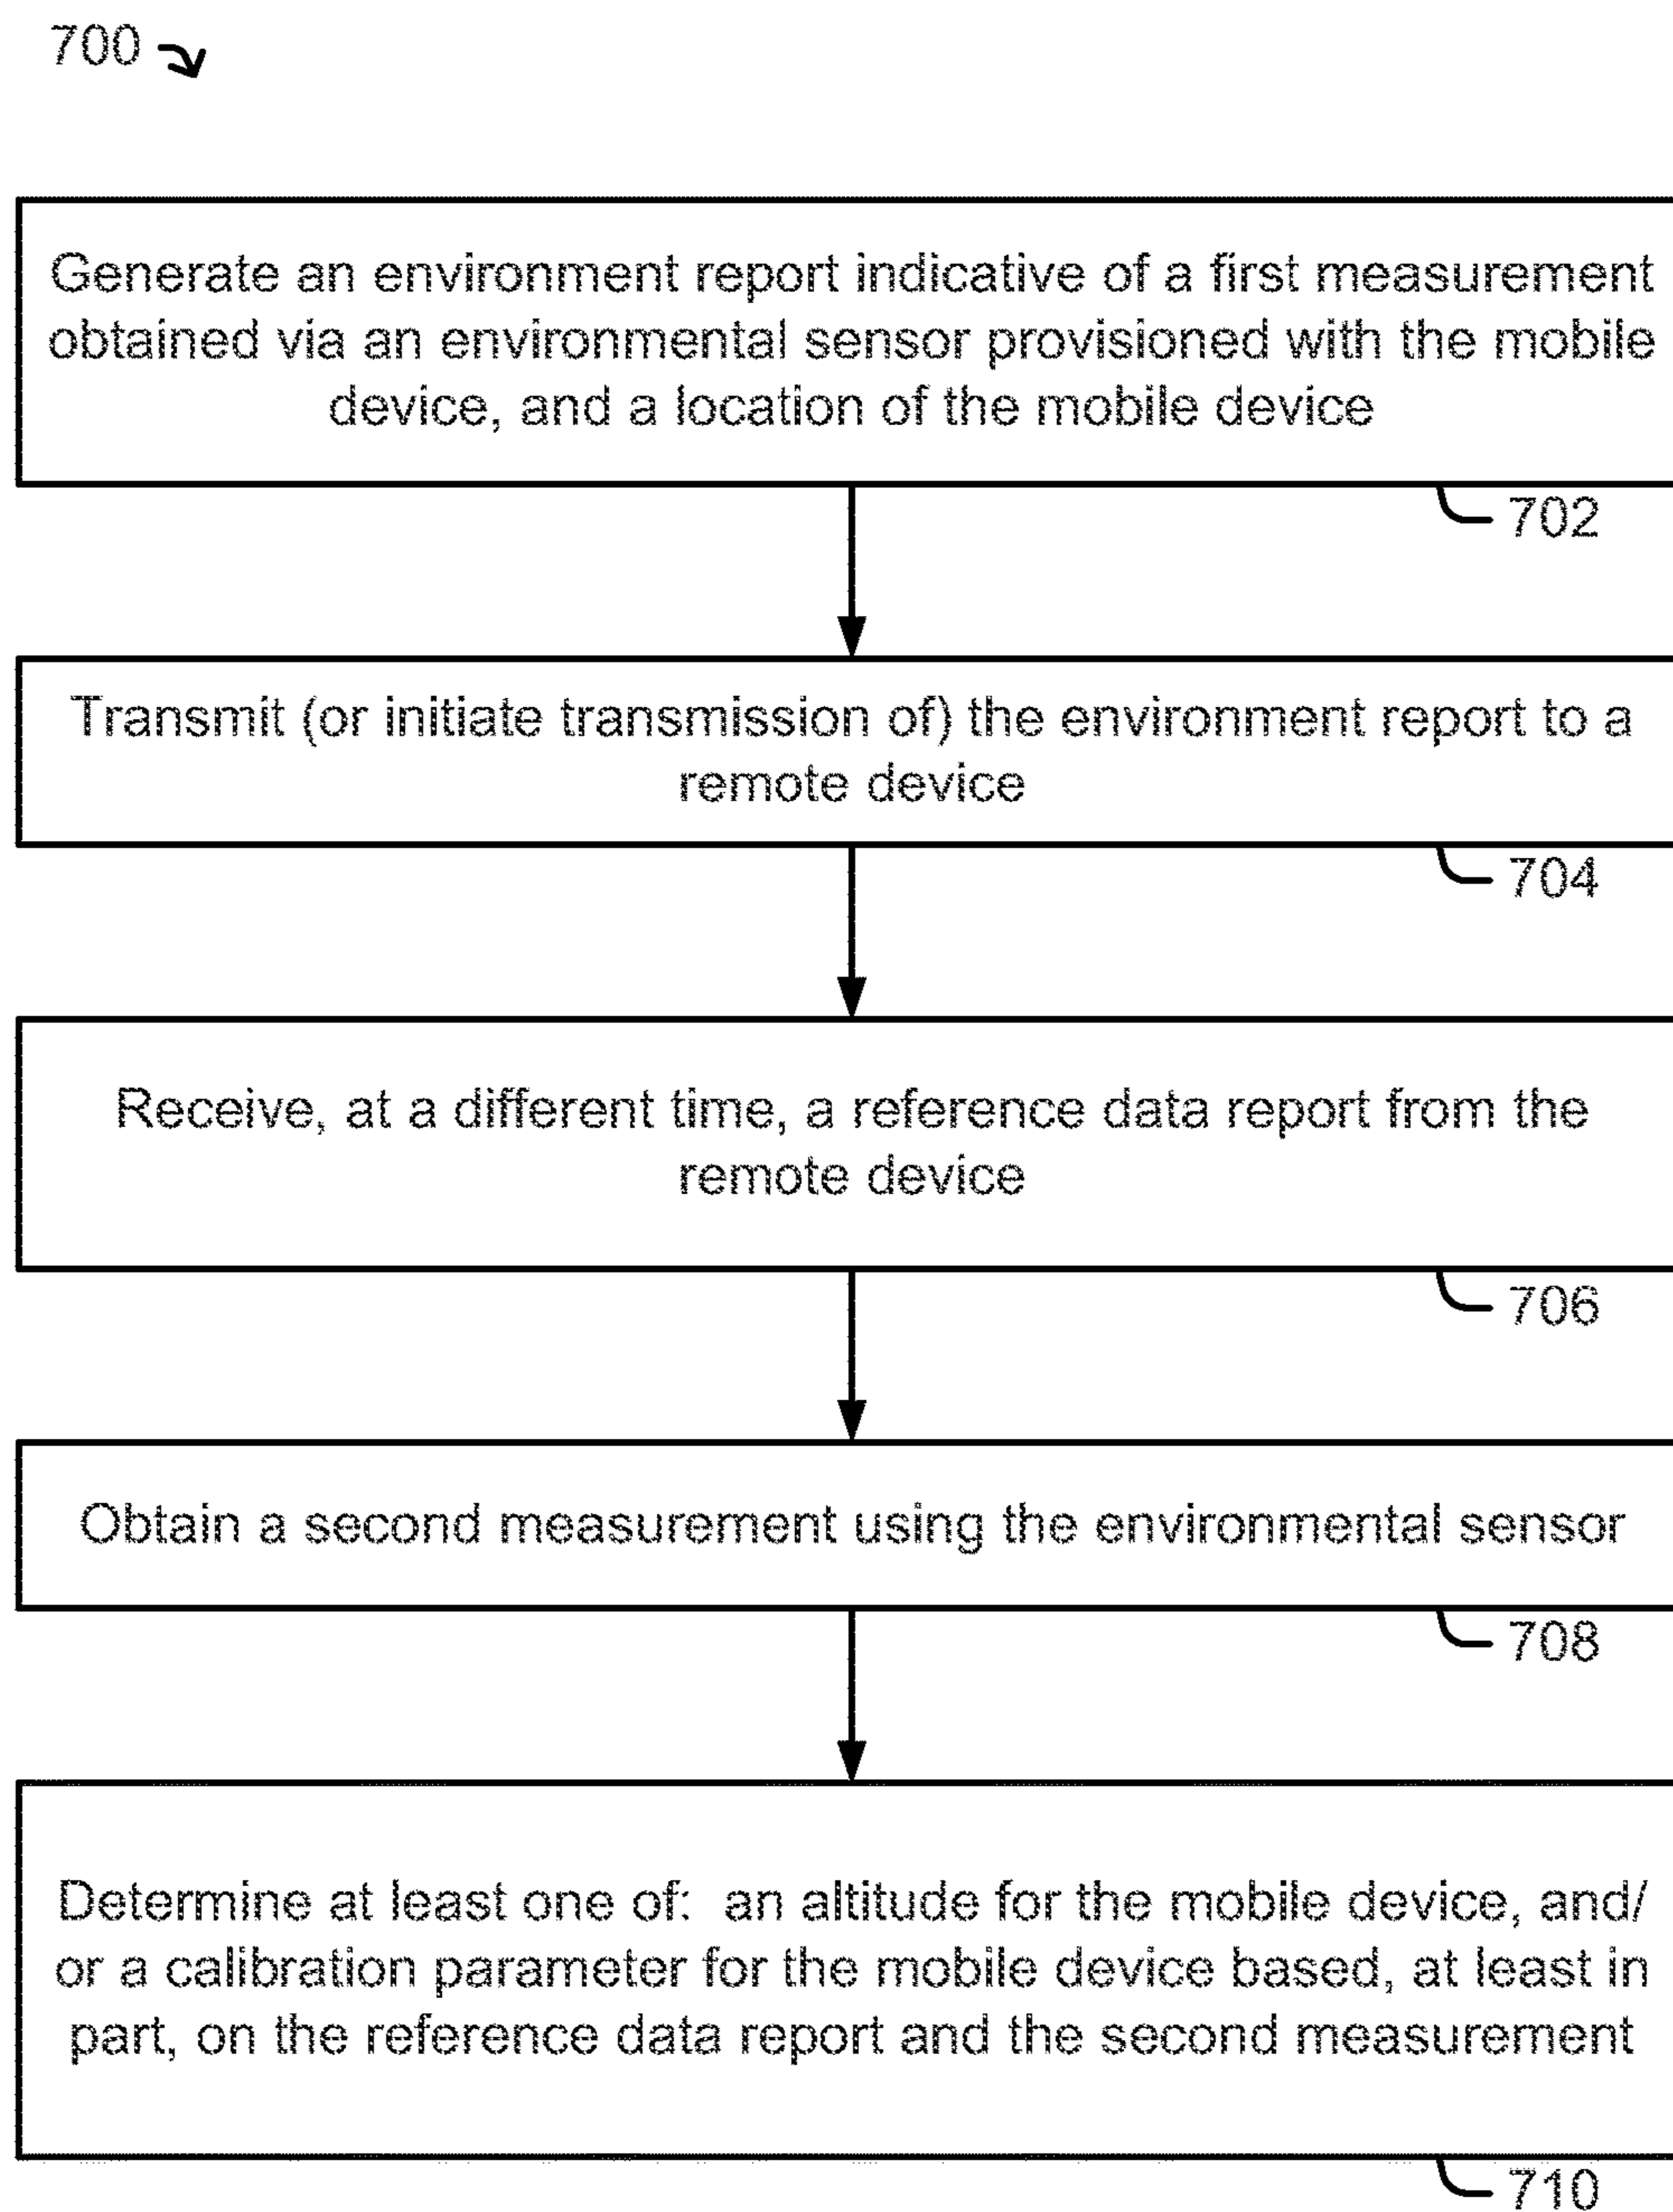 700
Generate an environment report indicative of a first measurement
obtained via an environmental sensor provisioned with the mobile
device, and a location of the mobile device
702
Transmit (or initiate transmission of) the environment report to a
remote device
704
Receive, at a different time, a reference data report from the
remote device
706
Obtain a second measurement using the environmental sensor
708
Determine at least one of:  an altitude for the mobile device, and/
or a calibration parameter for the mobile device based, at least in
part, on the reference data report and the second measurement
710